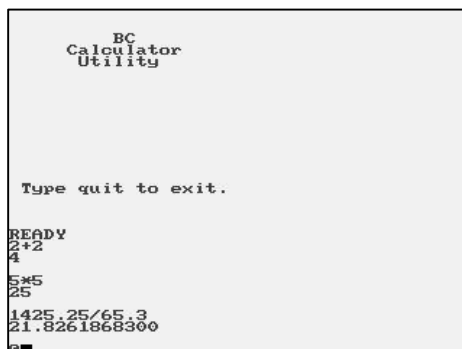 BC
Calculator
Utility
Type quit to exit.
READY
2+2
4
5*5
25
1425.25/65.3
21.8261868300